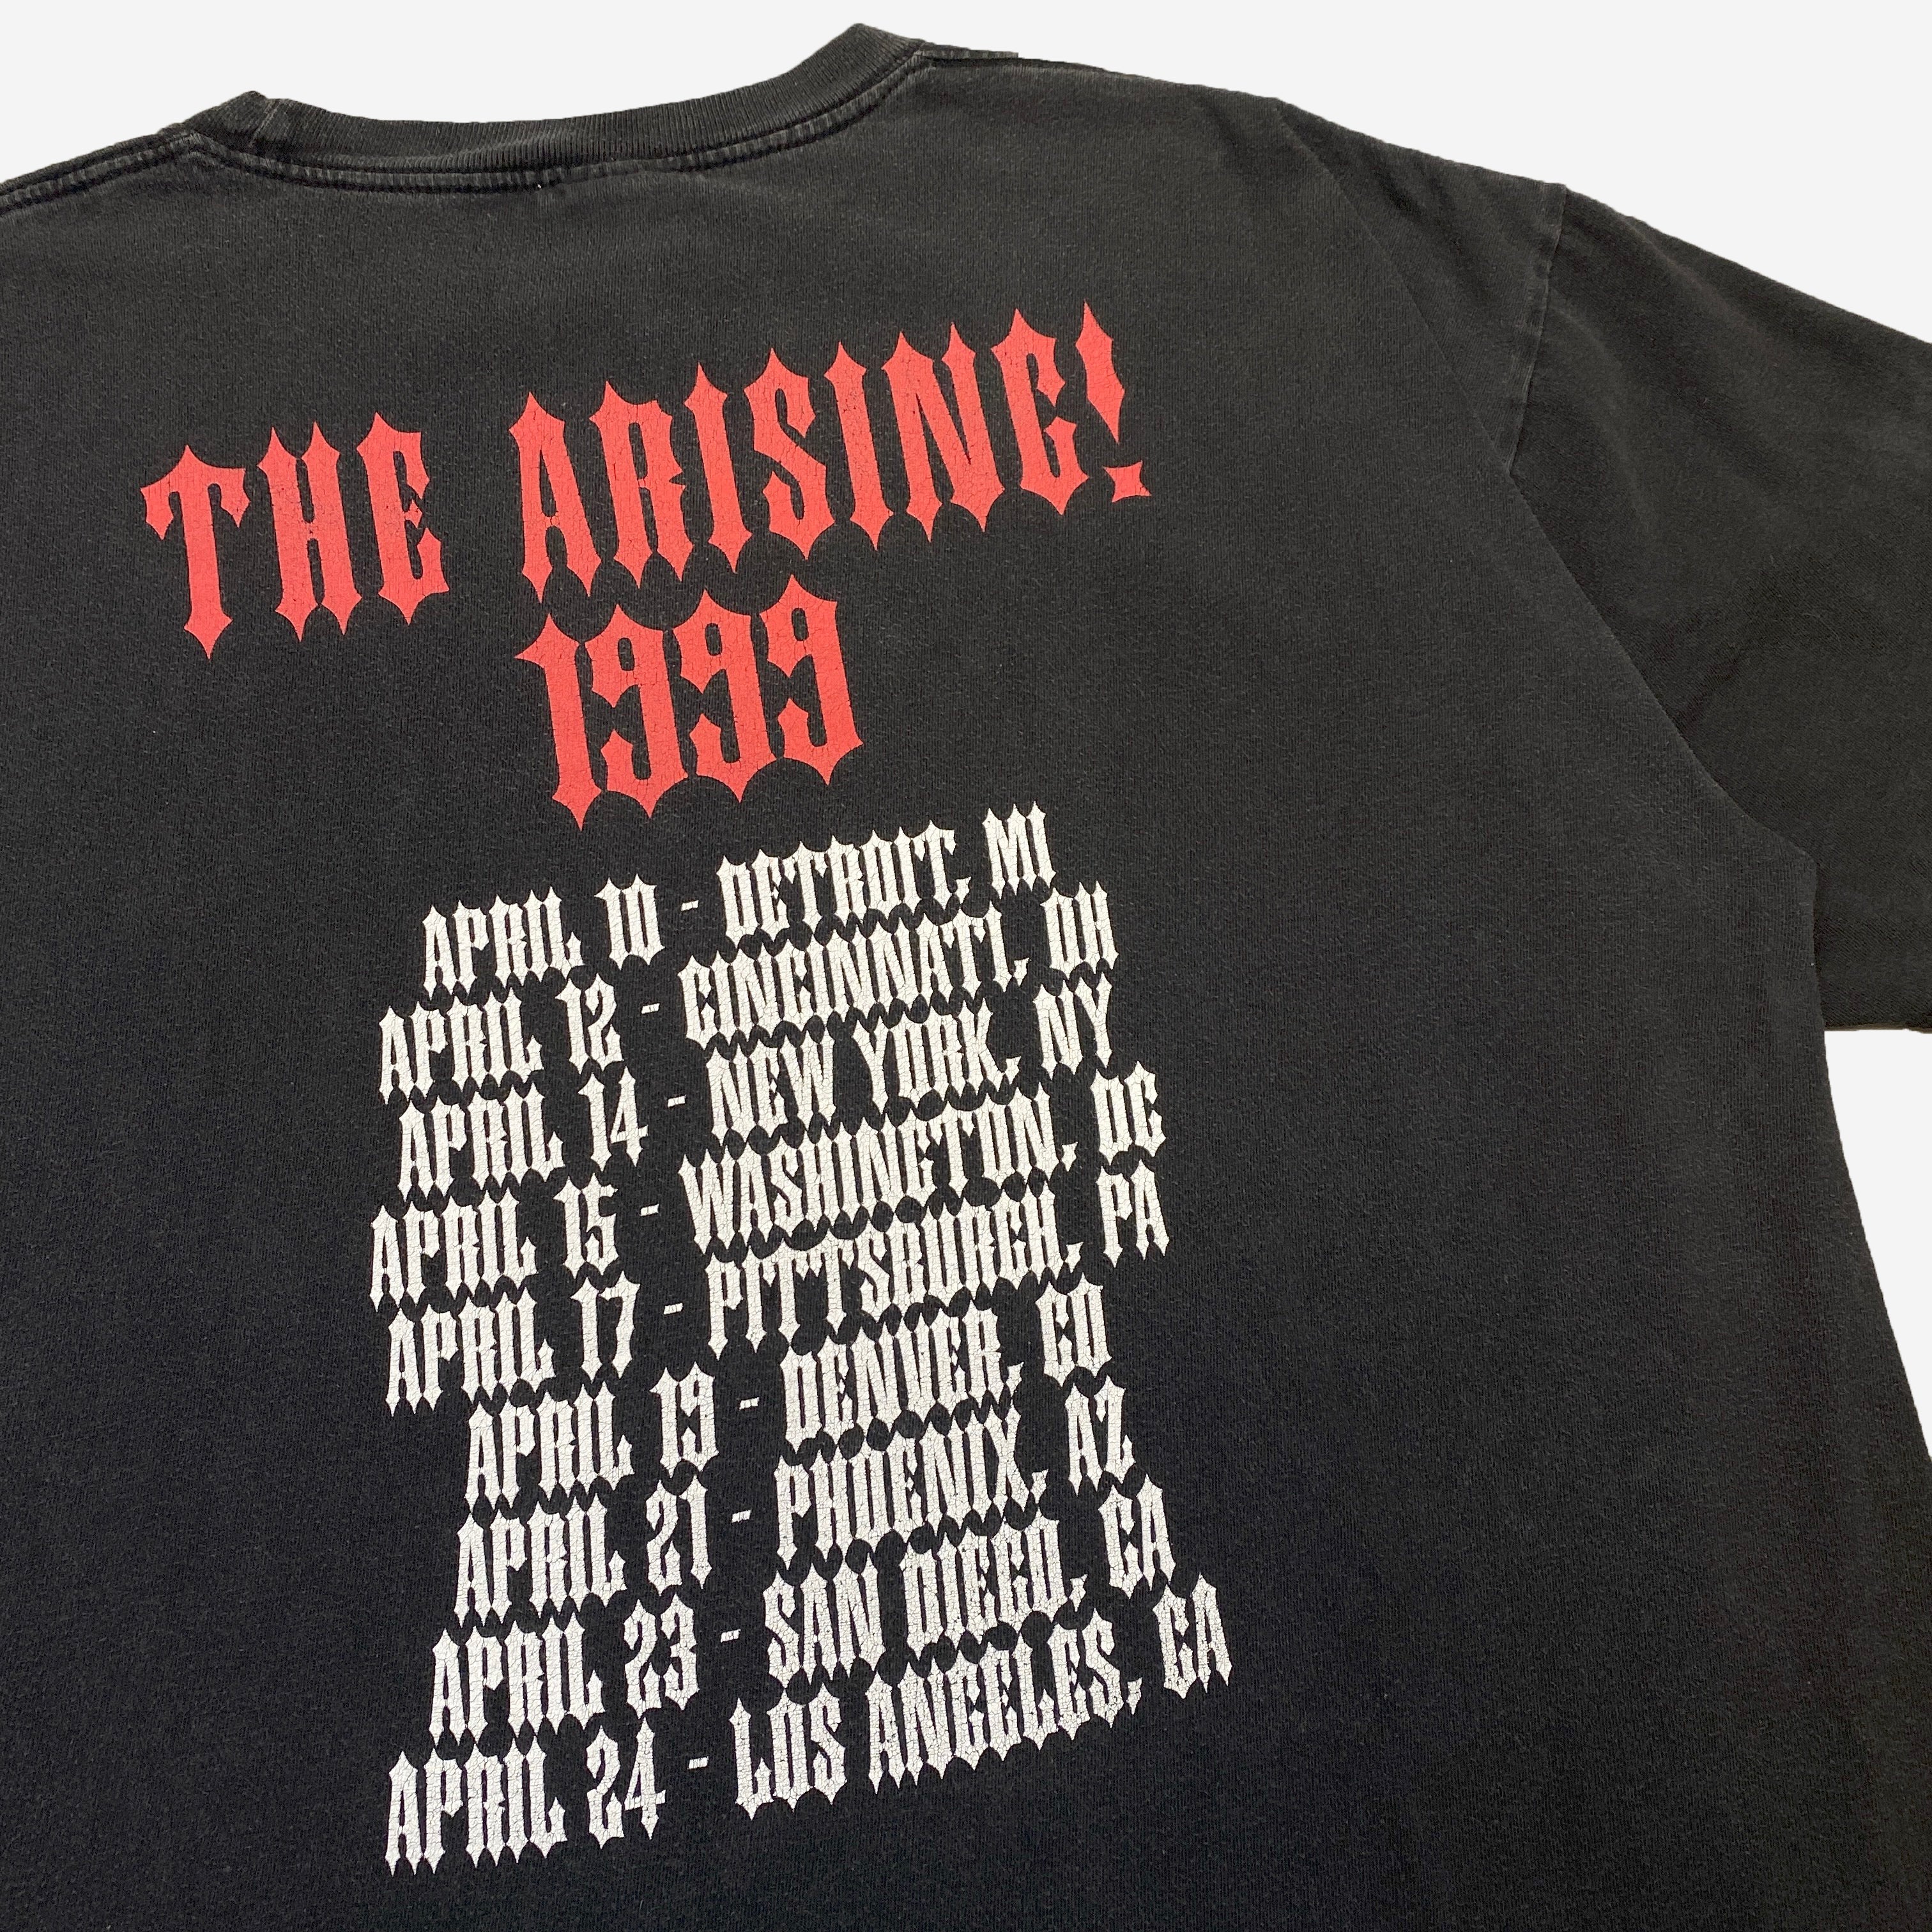 THE ARISING!
1999
APRIL 10 - DETROIT, MI
APRIL 12 - CINCINNATI, OH
APRIL 14 - NEW YORK, NY
APRIL 15 - WASHINGTON, DC
APRIL 17 - PITTSBURGH, PA
APRIL 19 - DENVER, CO
APRIL 21 - PHOENIX, AZ
APRIL 23 - SAN DIEGO, CA
APRIL 24 - LOS ANGELES, CA